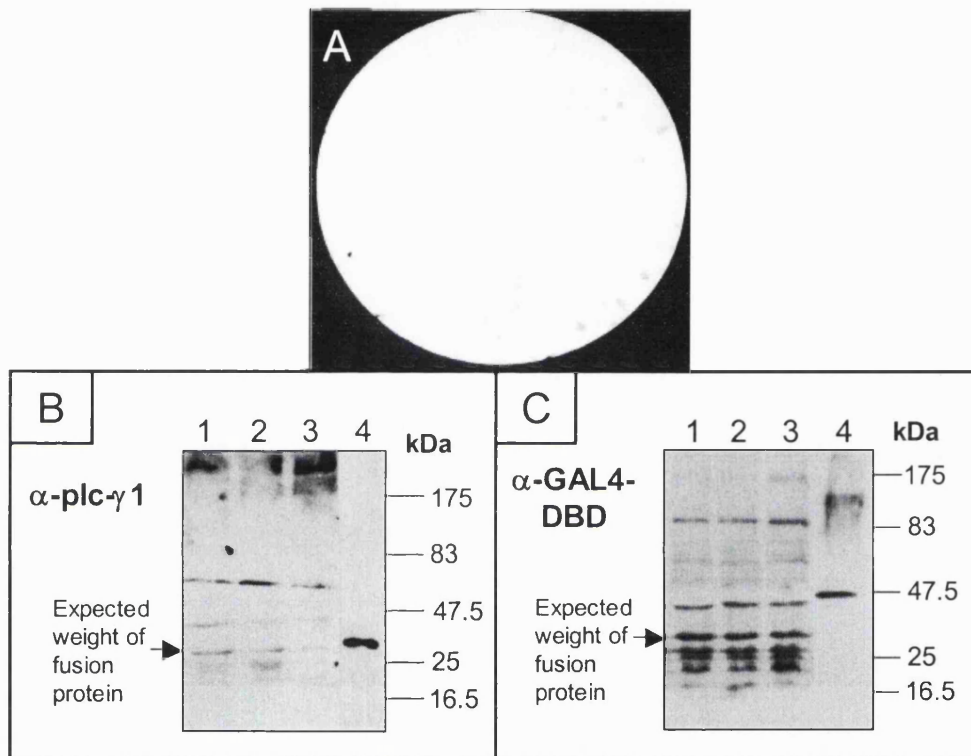 A
B
1 2 3 4
kDa
α-plc-γ1
175
83
47.5
25
16.5
Expected
weight of
fusion
protein
C
1 2 3 4
kDa
α-GAL4-
DBD
175
83
47.5
25
16.5
Expected
weight of
fusion
protein